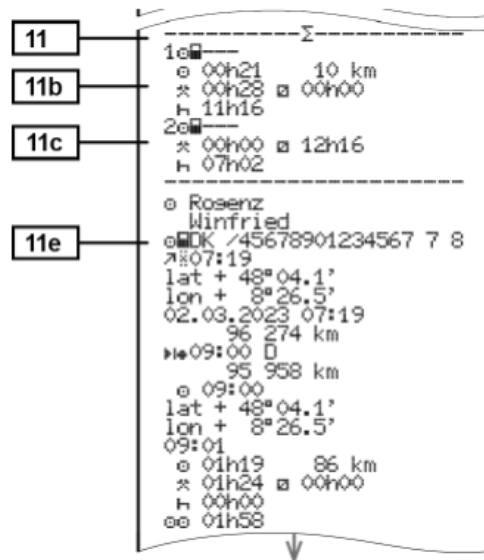 11
-----------Σ-----------
1⊙---
⊙ 00h21 10 km
11b
00h28 00h00
11h16
11c
2⊙---
00h00 12h16
07h02
-----------------------
⊙ Rosenz
Winfried
11e
⊙DK /45678901234567 7 8
07:19
lat + 48°04.1'
lon + 8°26.5'
02.03.2023 07:19
96 274 km
09:00 D
95 958 km
⊙ 09:00
lat + 48°04.1'
lon + 8°26.5'
09:01
⊙ 01h19 86 km
01h24 00h00
00h00
⊙⊙ 01h58